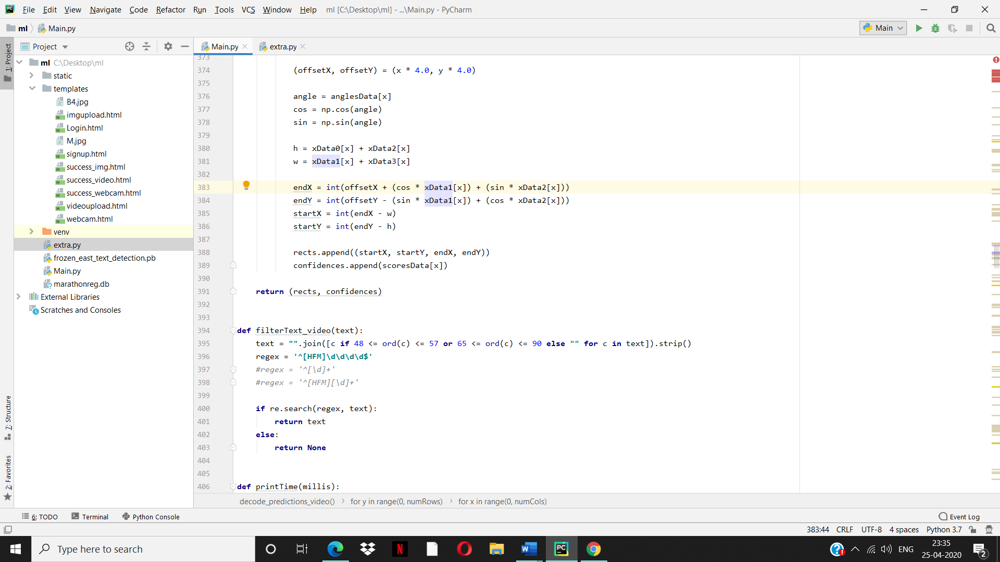 File Edit View Navigate Code Refactor Run Tools VCS Window Help ml [C:\Desktop\ml] - ...\Main.py - PyCharm
ml Main.py
Main
1: Project
Project
Main.py
extra.py
ml C:\Desktop\ml
static
templates
B4.jpg
imgupload.html
Login.html
M.jpg
signup.html
success_img.html
success_video.html
success_webcam.html
videoupload.html
webcam.html
venv
extra.py
frozen_east_text_detection.pb
Main.py
marathonreg.db
External Libraries
Scratches and Consoles
7: Structure
2: Favorites
373
374 (offsetX, offsetY) = (x * 4.0, y * 4.0)
375
376 angle = anglesData[x]
377 cos = np.cos(angle)
378 sin = np.sin(angle)
379
380 h = xData0[x] + xData2[x]
381 w = xData1[x] + xData3[x]
382
383 endX = int(offsetX + (cos * xData1[x]) + (sin * xData2[x]))
384 endY = int(offsetY - (sin * xData1[x]) + (cos * xData2[x]))
385 startX = int(endX - w)
386 startY = int(endY - h)
387
388 rects.append((startX, startY, endX, endY))
389 confidences.append(scoresData[x])
390
391 return (rects, confidences)
392
393
394 def filterText_video(text):
395 text = "".join([c if 48 <= ord(c) <= 57 or 65 <= ord(c) <= 90 else "" for c in text]).strip()
396 regex = '^[HFM]\d\d\d\d$'
397 #regex = '^[\d]+'
398 #regex = '^[HFM][\d]+'
399
400 if re.search(regex, text):
401 return text
402 else:
403 return None
404
405
406 def printTime(millis):
decode_predictions_video() › for y in range(0, numRows) › for x in range(0, numCols)
6: TODO Terminal Python Console Event Log
383:44 CRLF UTF-8 4 spaces Python 3.7
Type here to search
ENG
23:35
25-04-2020
2